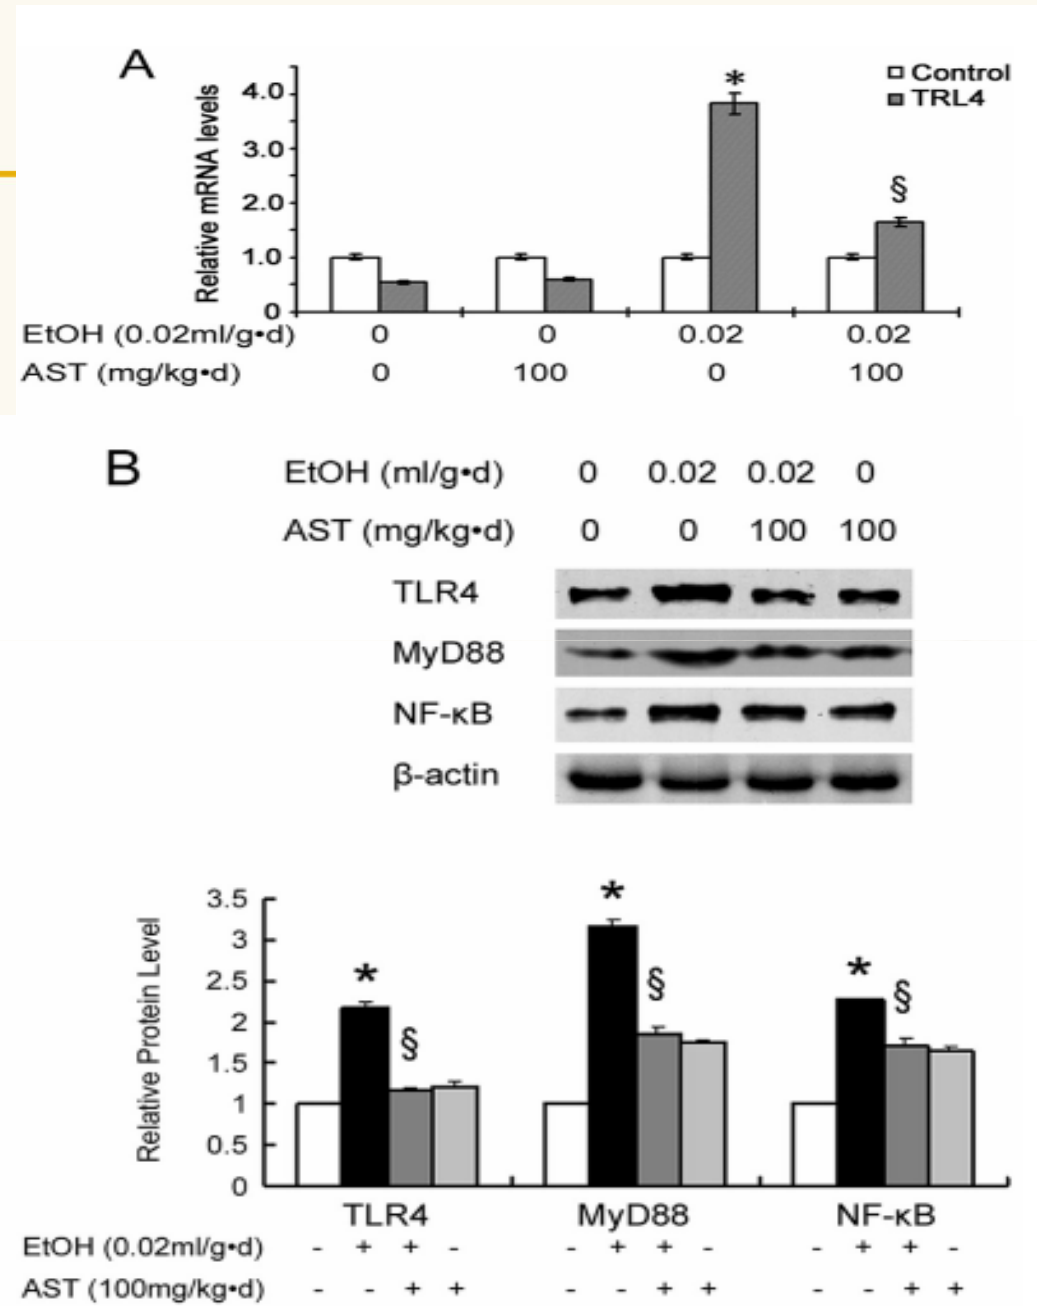 A
Control
TRL4
*
§
Relative mRNA levels
4.0
3.0
2.0
1.0
0
EtOH (0.02ml/g•d) 0 0 0.02 0.02
AST (mg/kg•d) 0 100 0 100
B
EtOH (ml/g•d) 0 0.02 0.02 0
AST (mg/kg•d) 0 0 100 100
TLR4
MyD88
NF-κB
β-actin
Relative Protein Level
3.5
3
2.5
2
1.5
1
0.5
0
* § * § * §
TLR4 MyD88 NF-κB
EtOH (0.02ml/g•d) - + + - - + + - - + + -
AST (100mg/kg•d) - - + + - - + + - - + +